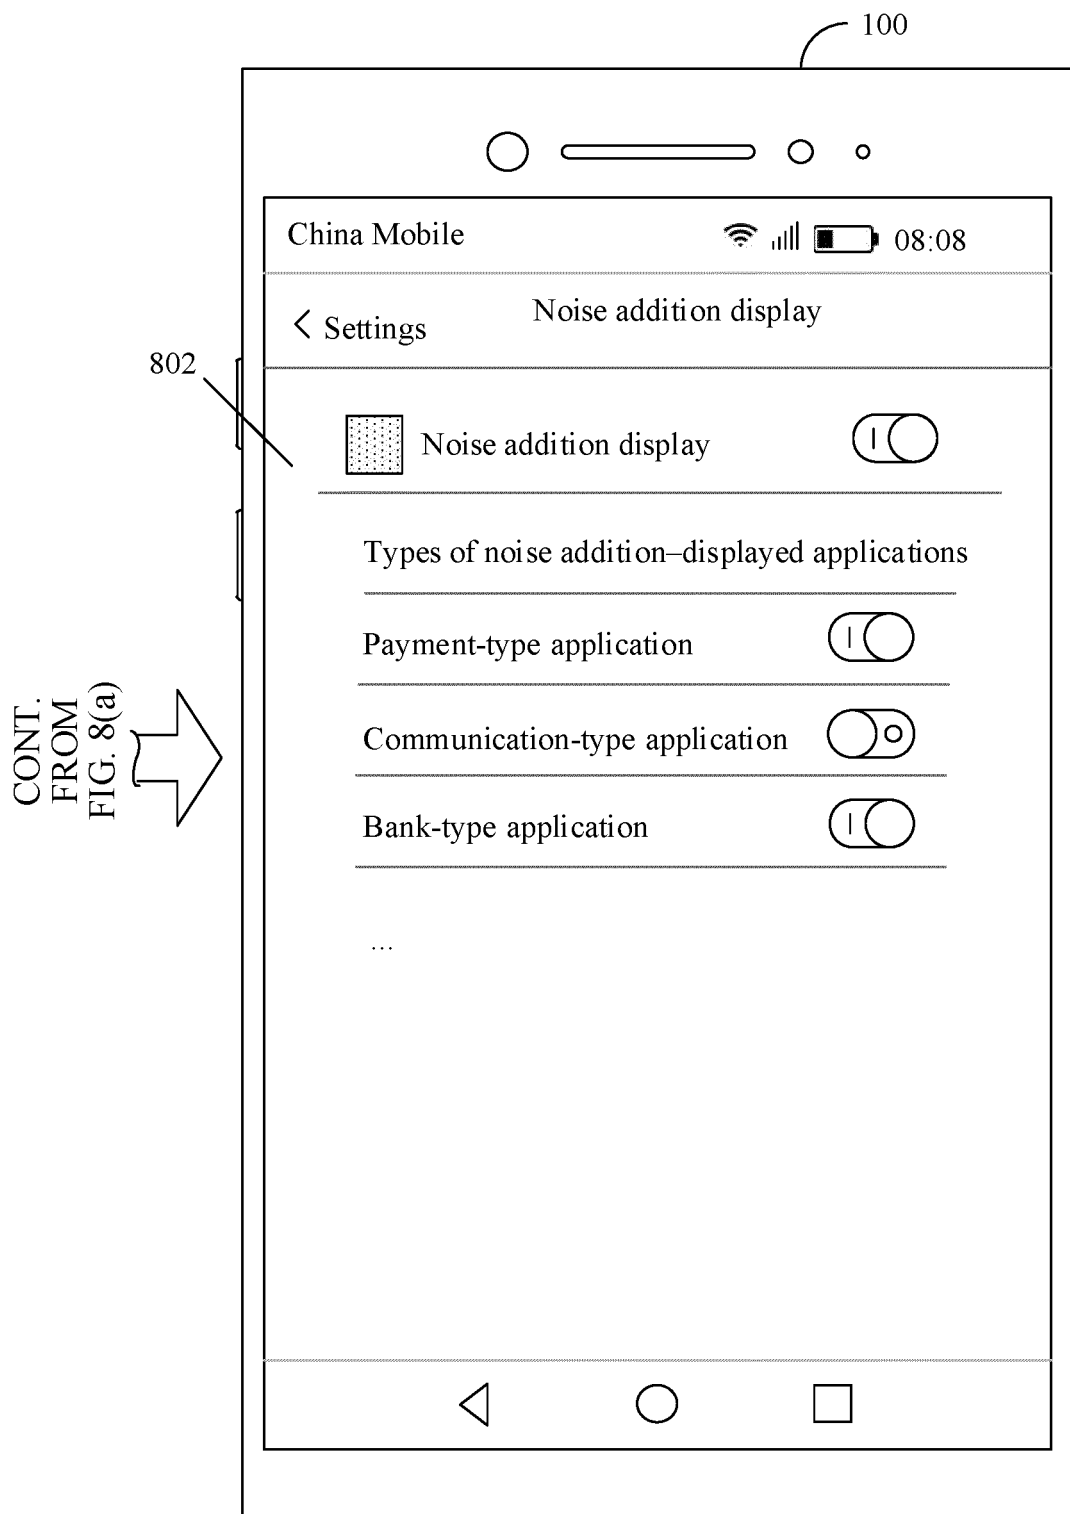 100
China Mobile 08:08
Settings
Noise addition display
802
Noise addition display
Types of noise addition–displayed applications
Payment-type application
Communication-type application
Bank-type application
...
CONT.
FROM
FIG. 8(a)